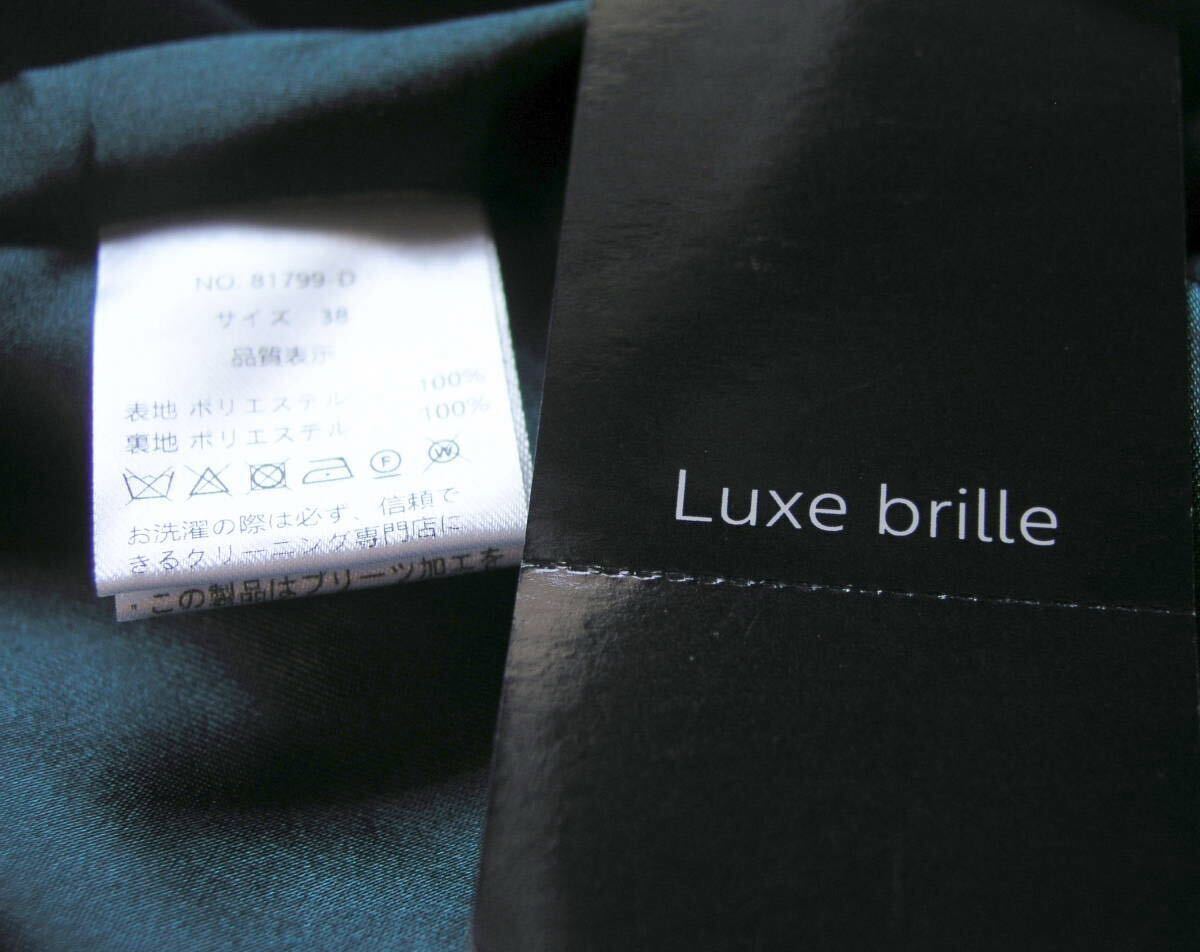 NO. 81799-D
サイズ 38
品質表示
表地 ポリエステル 100%
裏地 ポリエステル 100%
F W
お洗濯の際は必ず、信頼で
きるクリーニング専門店に
・この製品はプリーツ加工を
Luxe brille